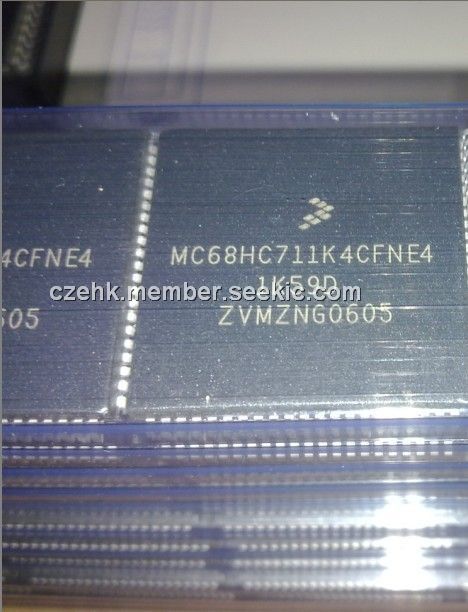 MC68HC711K4CFNE4
1K59D
ZVMZNG0605
4CFNE4
605
czehk.member.seekic.com